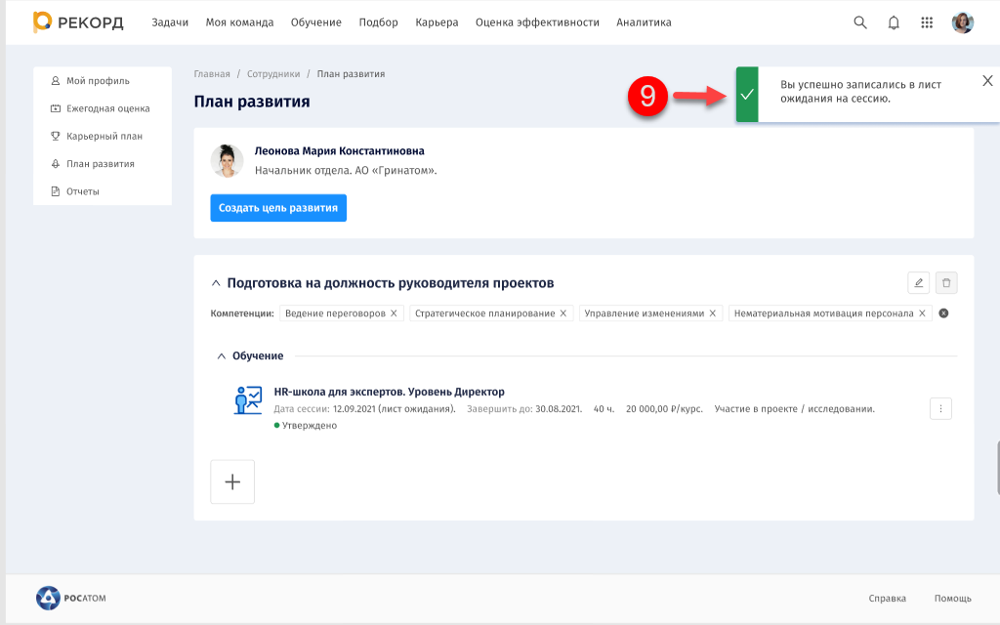 РЕКОРД
Задачи Моя команда Обучение Подбор Карьера Оценка эффективности Аналитика
Мой профиль
Ежегодная оценка
Карьерный план
План развития
Отчеты
Главная / Сотрудники / План развития
План развития
9
Вы успешно записались в лист
ожидания на сессию.
Леонова Мария Константиновна
Начальник отдела. АО «Гринатом».
Создать цель развития
Подготовка на должность руководителя проектов
Компетенции: Ведение переговоров Стратегическое планирование Управление изменениями Нематериальная мотивация персонала
Обучение
HR-школа для экспертов. Уровень Директор
Дата сессии: 12.09.2021 (лист ожидания). Завершить до: 30.08.2021. 40 ч. 20 000,00 ₽/курс. Участие в проекте / исследовании.
Утверждено
РОСАТОМ
Справка Помощь